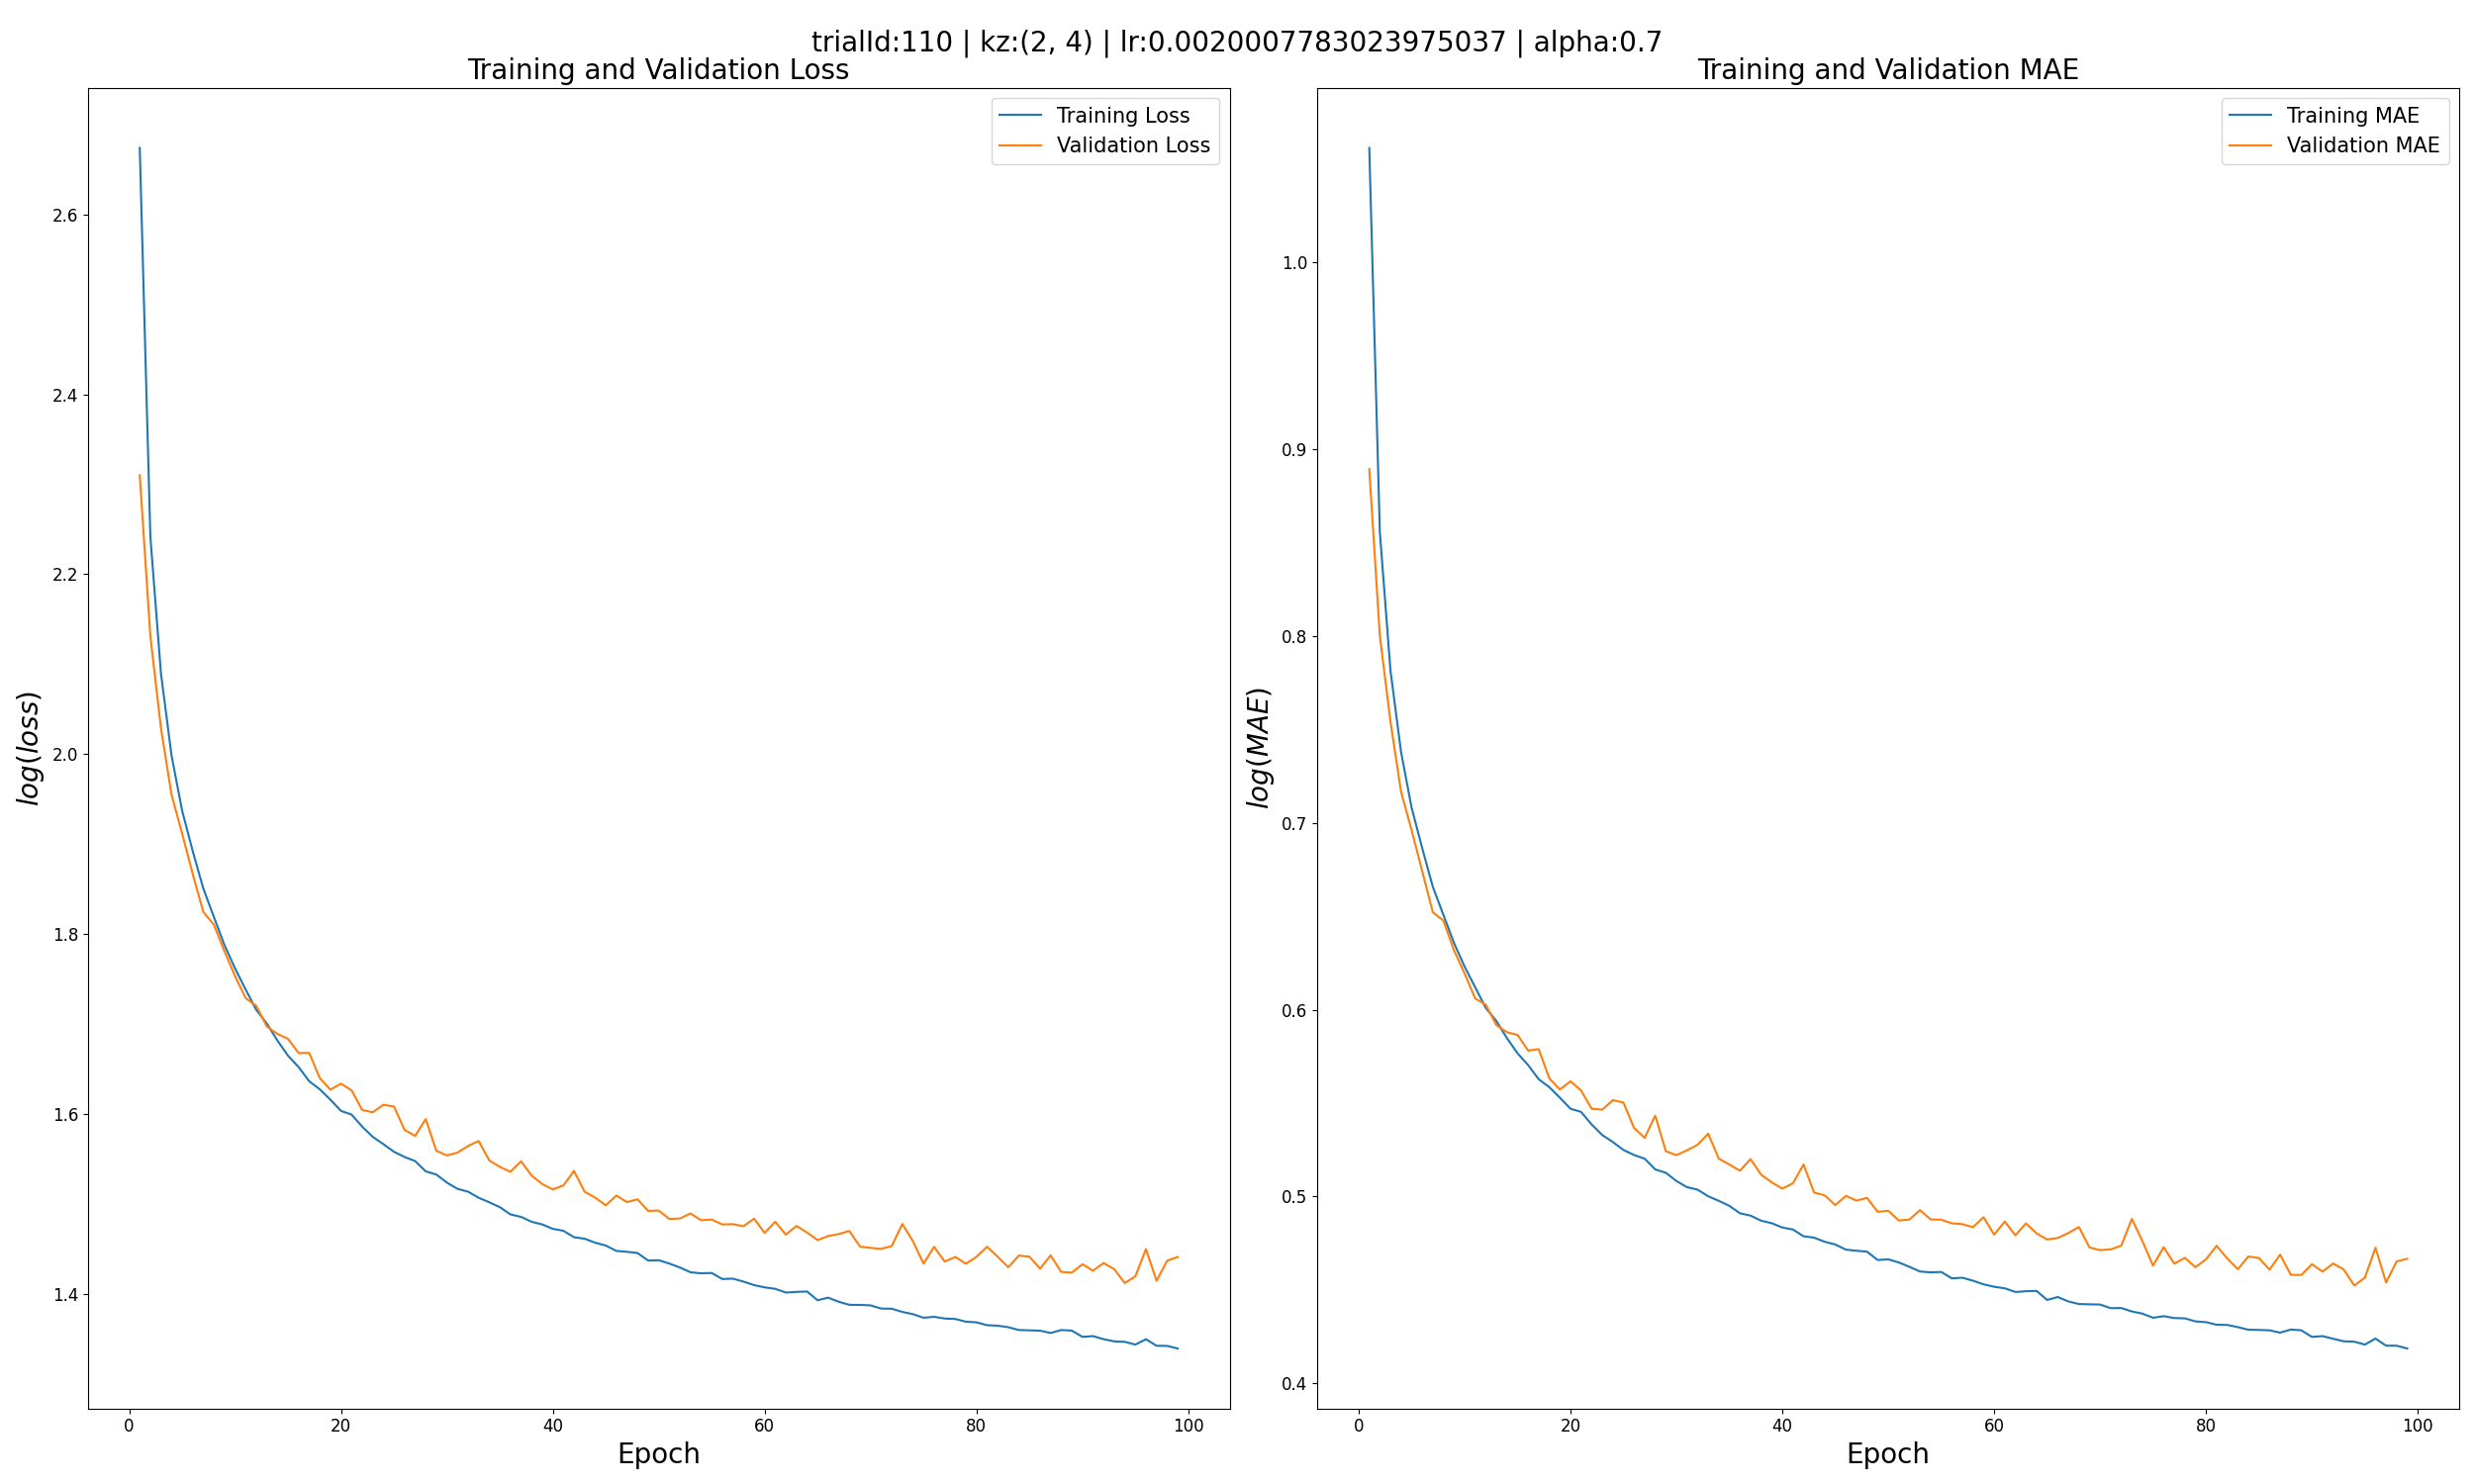 trialId:110 | kz:(2, 4) | lr:0.0020007783023975037 | alpha:0.7
Training and Validation Loss
Training Loss
Validation Loss
log(loss)
2.6
2.4
2.2
2.0
1.8
1.6
1.4
0 20 40 60 80 100
Epoch
Training and Validation MAE
Training MAE
Validation MAE
log(MAE)
1.0
0.9
0.8
0.7
0.6
0.5
0.4
0 20 40 60 80 100
Epoch